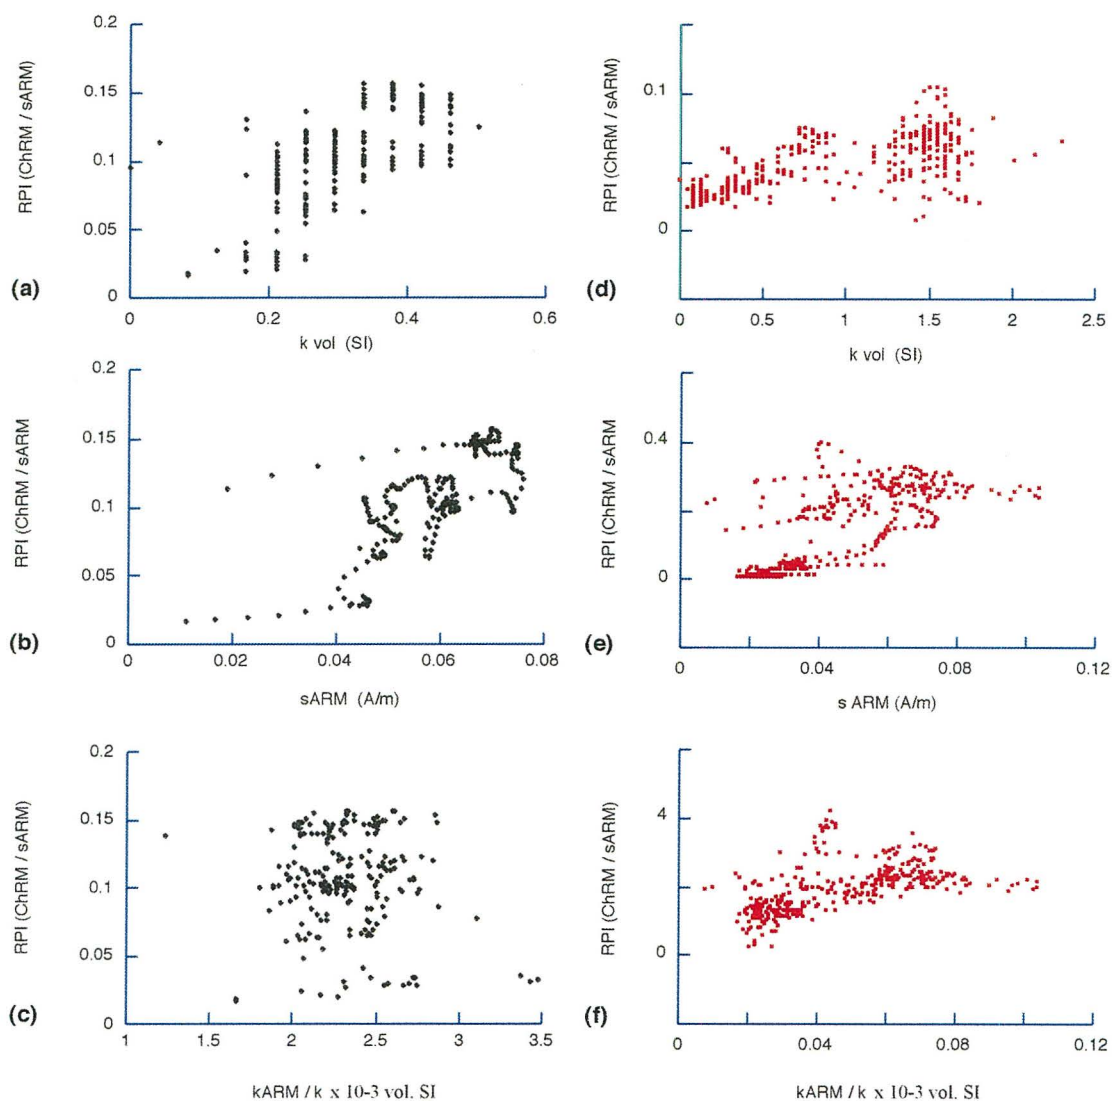 0.2
0.15
0.1
0.05
0
RPI (ChRM / sARM)
(a)
0 0.2 0.4 0.6
k vol (SI)
0.1
0
RPI (ChRM / sARM)
(d)
0 0.5 1 1.5 2 2.5
k vol (SI)
0.2
0.15
0.1
0.05
0
RPI (ChRM / sARM
(b)
0 0.02 0.04 0.06 0.08
sARM (A/m)
0.4
0
RPI (ChRM / sARM
(e)
0 0.04 0.08 0.12
s ARM (A/m)
0.2
0.15
0.1
0.05
0
RPI (ChRM / sARM)
(c)
1 1.5 2 2.5 3 3.5
kARM / k x 10-3 vol. SI
4
0
RPI (ChRM / sARM)
(f)
0 0.04 0.08 0.12
kARM / k x 10-3 vol. SI